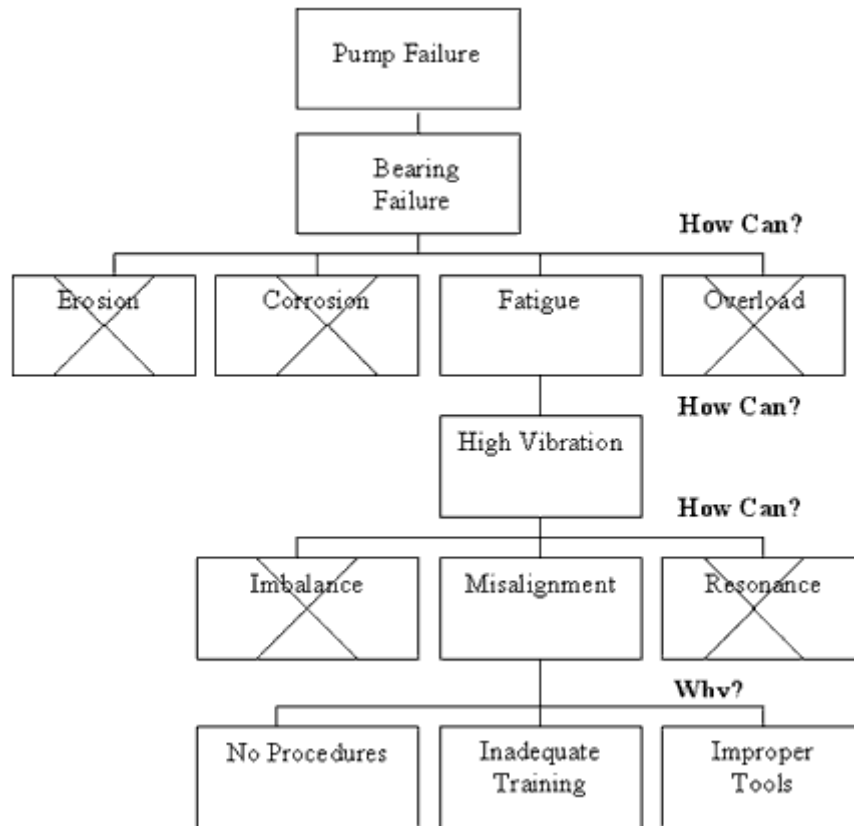 Pump Failure
Bearing
Failure
How Can?
Erosion
Corrosion
Fatigue
Overload
How Can?
High Vibration
How Can?
Imbalance
Misalignment
Resonance
Why?
No Procedures
Inadequate
Training
Improper
Tools